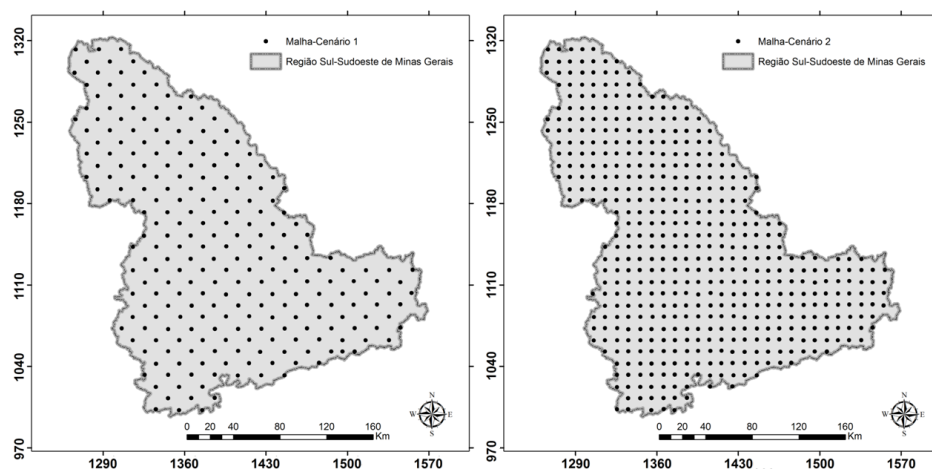 Malha-Cenário 1
Região Sul-Sudoeste de Minas Gerais
1320
1250
1180
1110
1040
970
1290
1360
1430
1500
1570
N
W
E
S
0
20
40
80
120
160
Km
Malha-Cenário 2
Região Sul-Sudoeste de Minas Gerais
1320
1250
1180
1110
1040
970
1290
1360
1430
1500
1570
N
W
E
S
0
20
40
80
120
160
Km